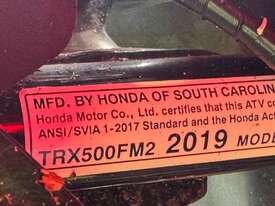 MFD. BY HONDA OF SOUTH CAROLIN
Honda Motor Co., Ltd. certifies that this ATV co
ANSI/SVIA 1-2017 Standard and the Honda Act
TRX500FM2 2019 MODE